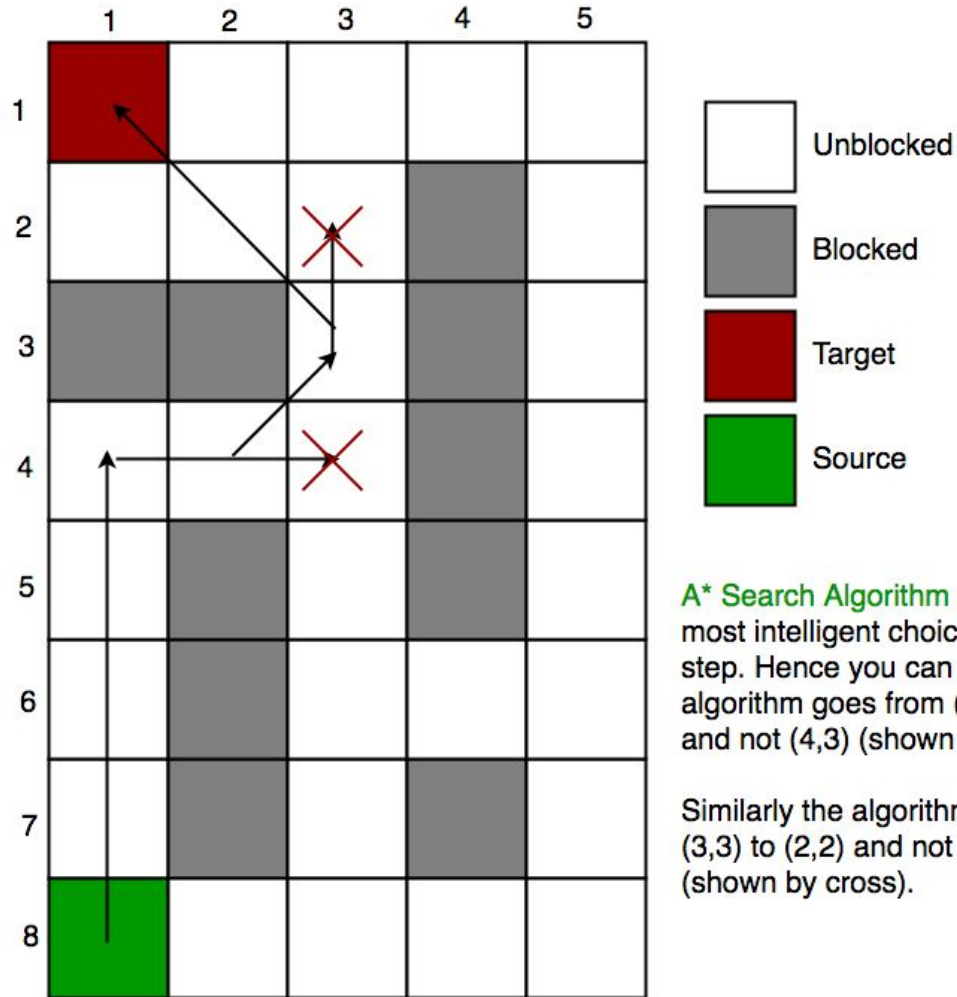 1 2 3 4 5
1
2
3
4
5
6
7
8
Unblocked
Blocked
Target
Source
A* Search Algorithm
most intelligent choic
step. Hence you can
algorithm goes from (
and not (4,3) (shown
Similarly the algorithr
(3,3) to (2,2) and not
(shown by cross).